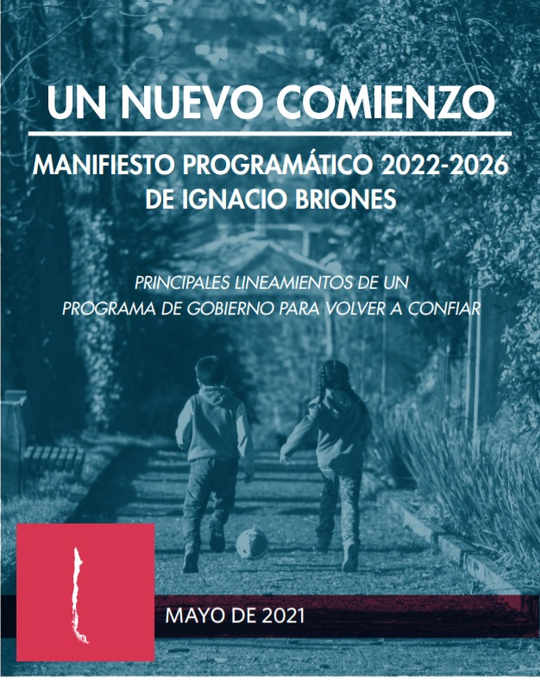 UN NUEVO COMIENZO
MANIFIESTO PROGRAMÁTICO 2022-2026
DE IGNACIO BRIONES
PRINCIPALES LINEAMIENTOS DE UN
PROGRAMA DE GOBIERNO PARA VOLVER A CONFIAR
MAYO DE 2021